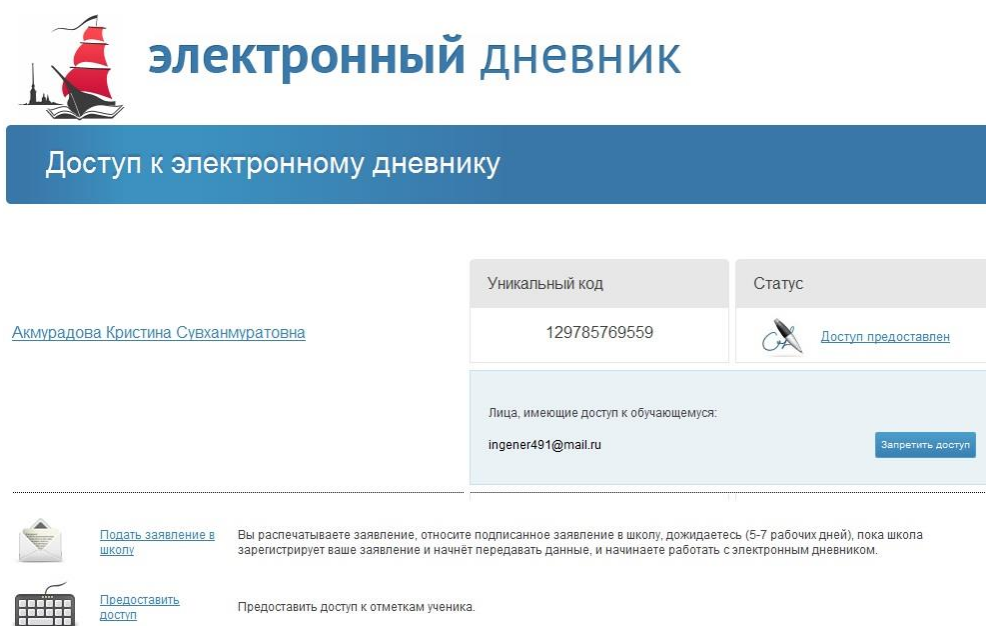 электронный дневник
Доступ к электронному дневнику
Уникальный код
Статус
Акмурадова Кристина Сувханмуратовна
129785769559
Доступ предоставлен
Лица, имеющие доступ к обучающемуся:
ingener491@mail.ru
Запретить доступ
Подать заявление в
школу
Вы распечатываете заявление, относите подписанное заявление в школу, дожидаетесь (5-7 рабочих дней), пока школа
зарегистрирует ваше заявление и начнёт передавать данные, и начинаете работать с электронным дневником.
Предоставить
доступ
Предоставить доступ к отметкам ученика.